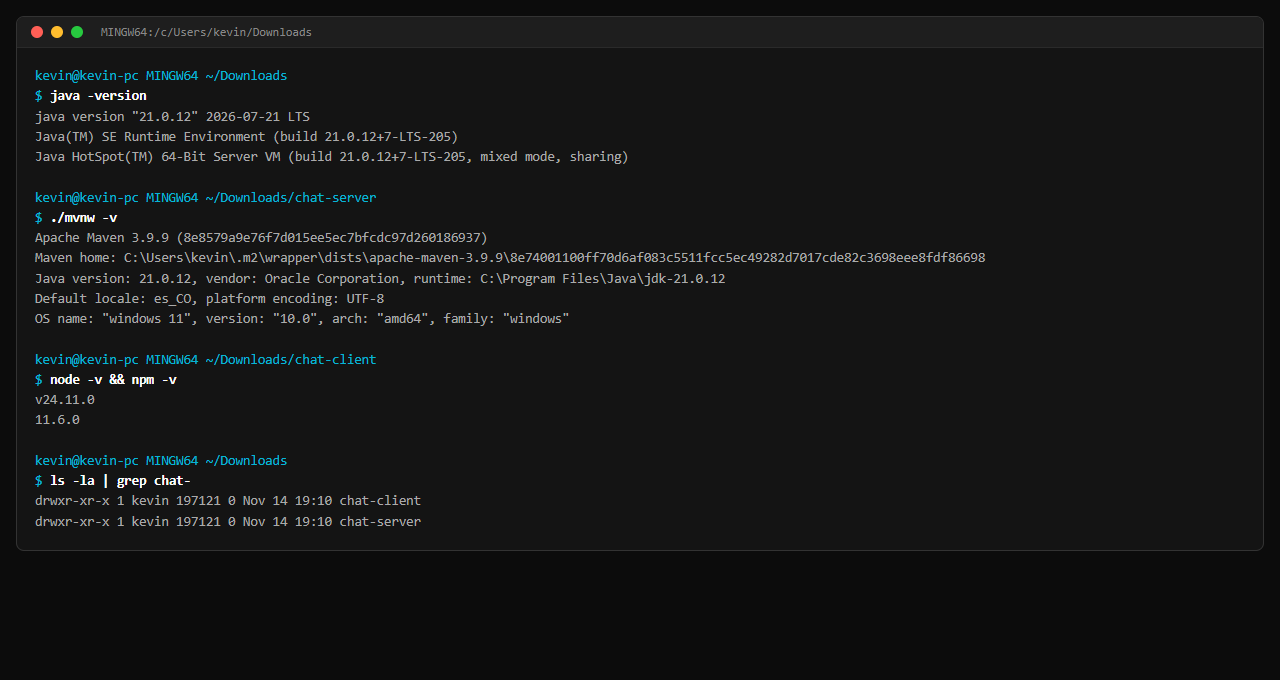 MINGW64:/c/Users/kevin/Downloads
kevin@kevin-pc MINGW64 ~/Downloads
$ java -version
java version "21.0.12" 2026-07-21 LTS
Java(TM) SE Runtime Environment (build 21.0.12+7-LTS-205)
Java HotSpot(TM) 64-Bit Server VM (build 21.0.12+7-LTS-205, mixed mode, sharing)
kevin@kevin-pc MINGW64 ~/Downloads/chat-server
$ ./mvnw -v
Apache Maven 3.9.9 (8e8579a9e76f7d015ee5ec7bfcdc97d260186937)
Maven home: C:\Users\kevin\.m2\wrapper\dists\apache-maven-3.9.9\8e74001100ff70d6af083c5511fcc5ec49282d7017cde82c3698eee8fdf86698
Java version: 21.0.12, vendor: Oracle Corporation, runtime: C:\Program Files\Java\jdk-21.0.12
Default locale: es_CO, platform encoding: UTF-8
OS name: "windows 11", version: "10.0", arch: "amd64", family: "windows"
kevin@kevin-pc MINGW64 ~/Downloads/chat-client
$ node -v && npm -v
v24.11.0
11.6.0
kevin@kevin-pc MINGW64 ~/Downloads
$ ls -la | grep chat-
drwxr-xr-x 1 kevin 197121 0 Nov 14 19:10 chat-client
drwxr-xr-x 1 kevin 197121 0 Nov 14 19:10 chat-server